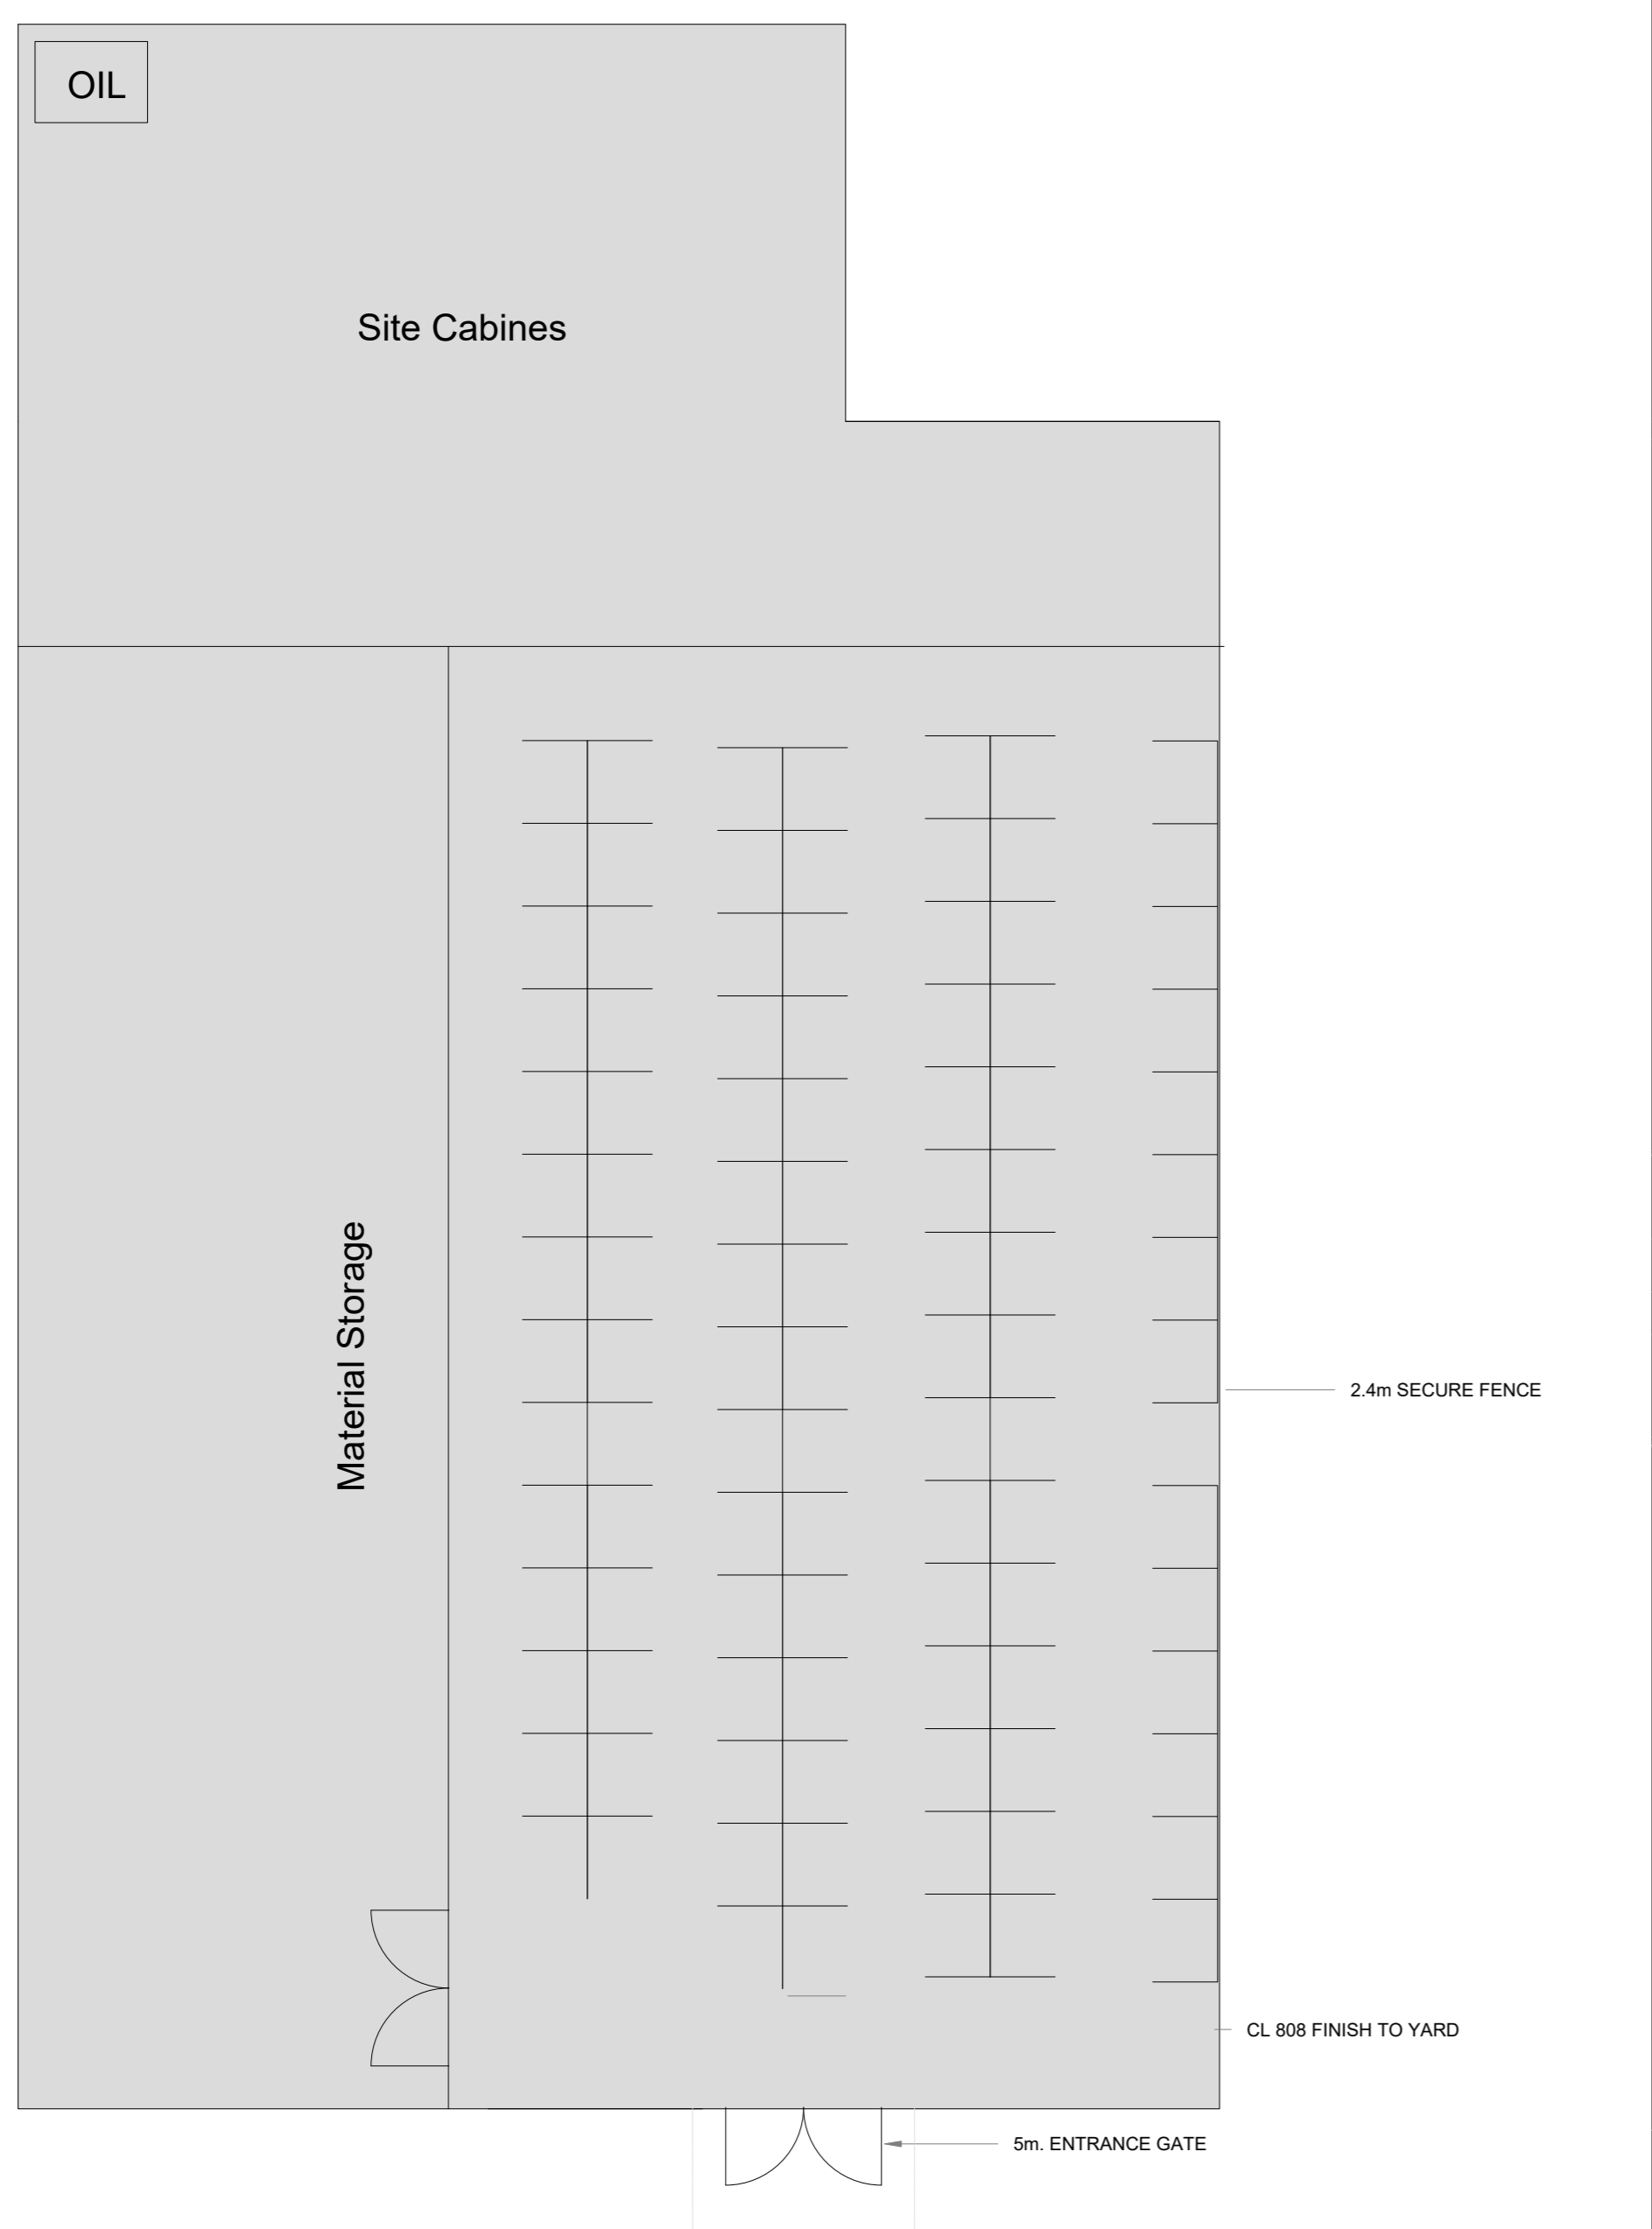 OIL
Site Cabines
Material Storage
2.4m SECURE FENCE
CL 808 FINISH TO YARD
5m. ENTRANCE GATE